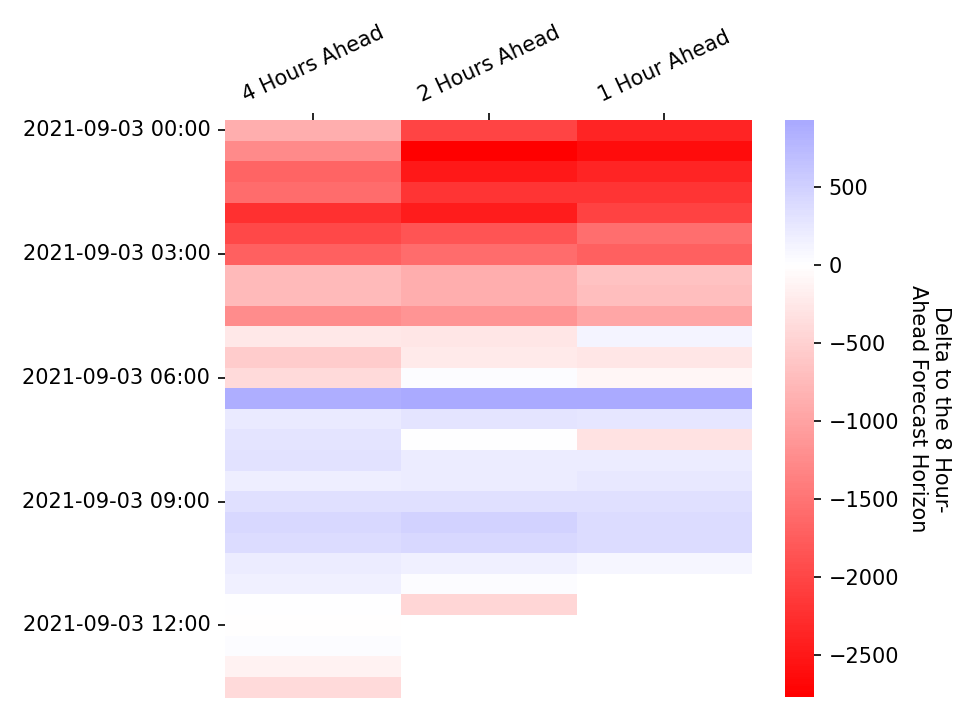 4 Hours Ahead
2 Hours Ahead
1 Hour Ahead
2021-09-03 00:00
2021-09-03 03:00
2021-09-03 06:00
2021-09-03 09:00
2021-09-03 12:00
500
0
−500
−1000
−1500
−2000
−2500
Delta to the 8 Hour-
Ahead Forecast Horizon